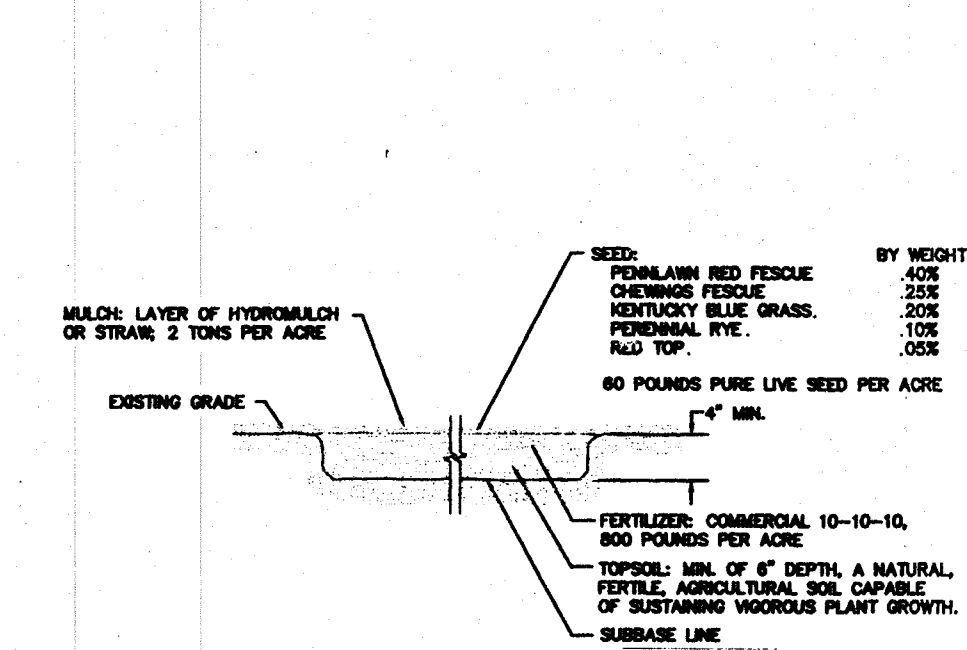 SEED: BY WEIGHT
PENNLAWN RED FESCUE .40%
CHEWINGS FESCUE .25%
KENTUCKY BLUE GRASS. .20%
PERENNIAL RYE. .10%
RED TOP. .05%
60 POUNDS PURE LIVE SEED PER ACRE
MULCH: LAYER OF HYDROMULCH
OR STRAW; 2 TONS PER ACRE
EXISTING GRADE
4" MIN.
FERTILIZER: COMMERCIAL 10-10-10,
800 POUNDS PER ACRE
TOPSOIL: MIN. OF 6" DEPTH, A NATURAL,
FERTILE, AGRICULTURAL SOIL CAPABLE
OF SUSTAINING VIGOROUS PLANT GROWTH.
SUBBASE LINE